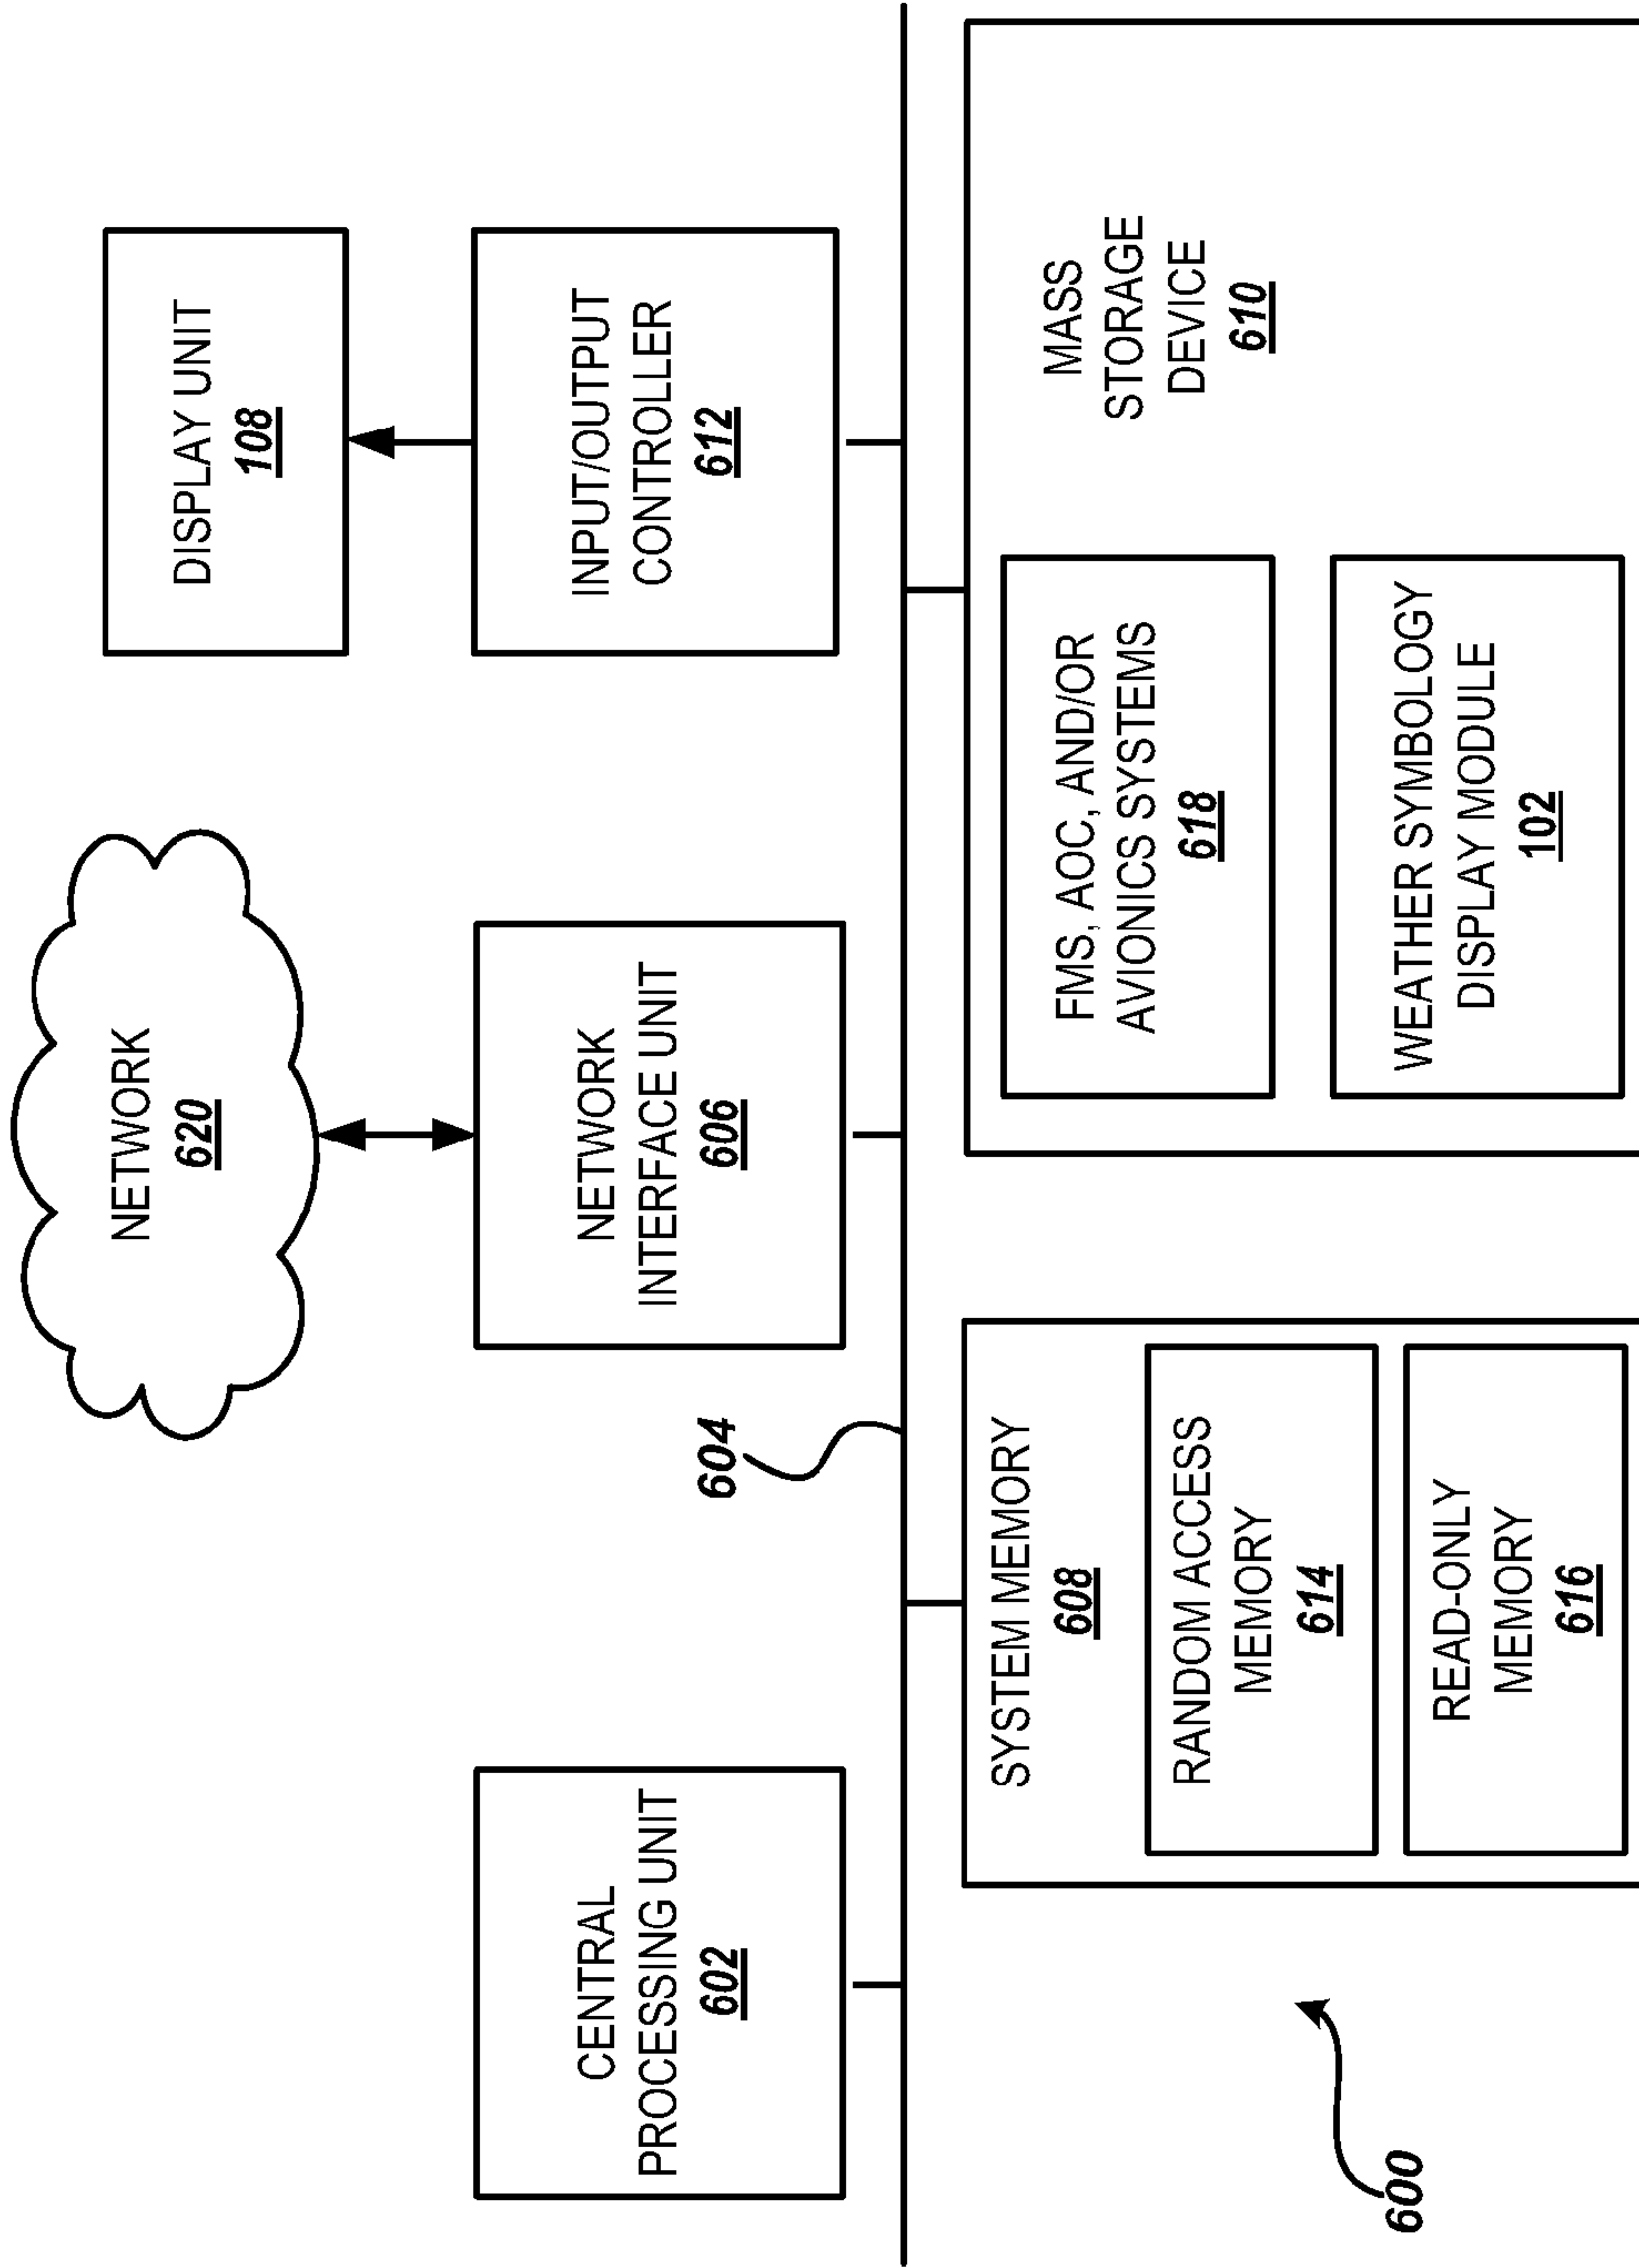 NETWORK
620
DISPLAY UNIT
108
CENTRAL
PROCESSING UNIT
602
NETWORK
INTERFACE UNIT
606
INPUT/OUTPUT
CONTROLLER
612
604
SYSTEM MEMORY
608
RANDOM ACCESS
MEMORY
614
READ-ONLY
MEMORY
616
FMS, AOC, AND/OR
AVIONICS SYSTEMS
618
WEATHER SYMBOLOGY
DISPLAY MODULE
102
MASS
STORAGE
DEVICE
610
600